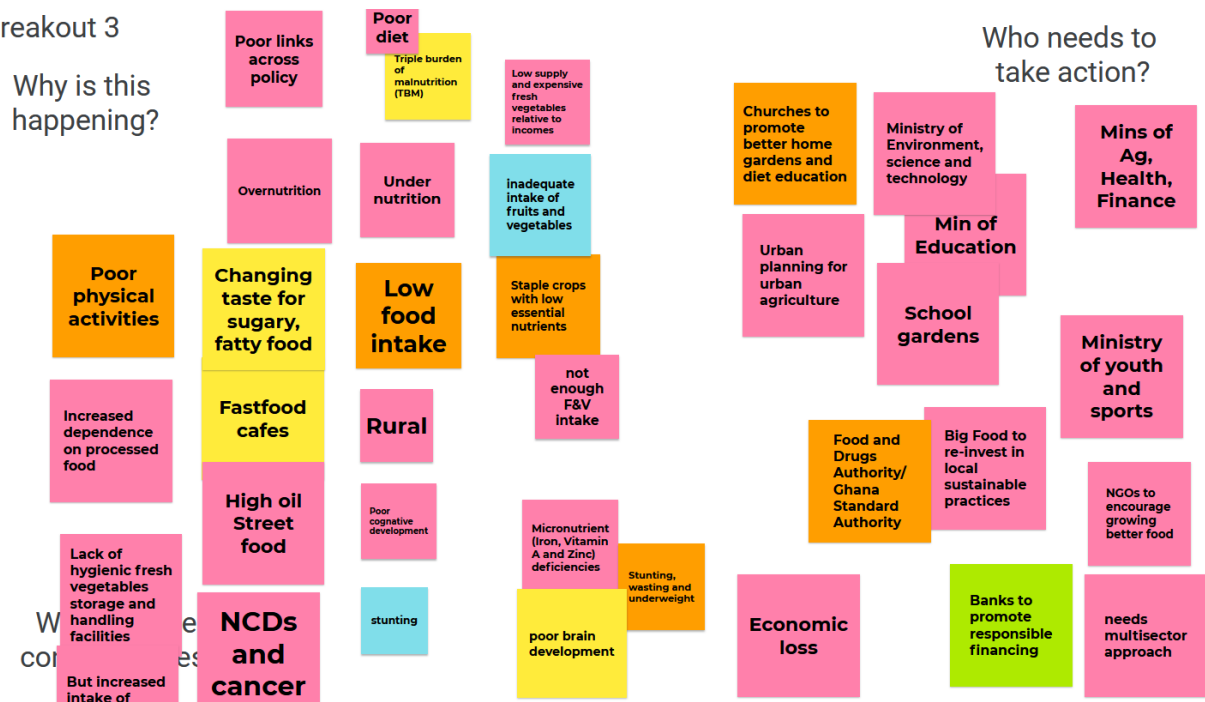 reakout 3
Why is this
happening?
Poor links
across
policy
Poor
diet
Triple burden
of
malnutrition
(TBM)
Low supply
and expensive
fresh
vegetables
relative to
incomes
Overnutrition
Under
nutrition
inadequate
intake of
fruits and
vegetables
Poor
physical
activities
Changing
taste for
sugary,
fatty food
Low
food
intake
Staple crops
with low
essential
nutrients
not
enough
F&V
intake
Increased
dependence
on processed
food
Fastfood
cafes
Rural
High oil
Street
food
Poor
cognative
development
Micronutrient
(Iron, Vitamin
A and Zinc)
deficiencies
Stunting,
wasting and
underweight
Lack of
hygienic fresh
vegetables
storage and
handling
facilities
But increased
intake of
NCDs
and
cancer
stunting
poor brain
development
Who needs to
take action?
Churches to
promote
better home
gardens and
diet education
Ministry of
Environment,
science and
technology
Mins of
Ag,
Health,
Finance
Min of
Education
Urban
planning for
urban
agriculture
School
gardens
Ministry
of youth
and
sports
Food and
Drugs
Authority/
Ghana
Standard
Authority
Big Food to
re-invest in
local
sustainable
practices
NGOs to
encourage
growing
better food
Economic
loss
Banks to
promote
responsible
financing
needs
multisector
approach